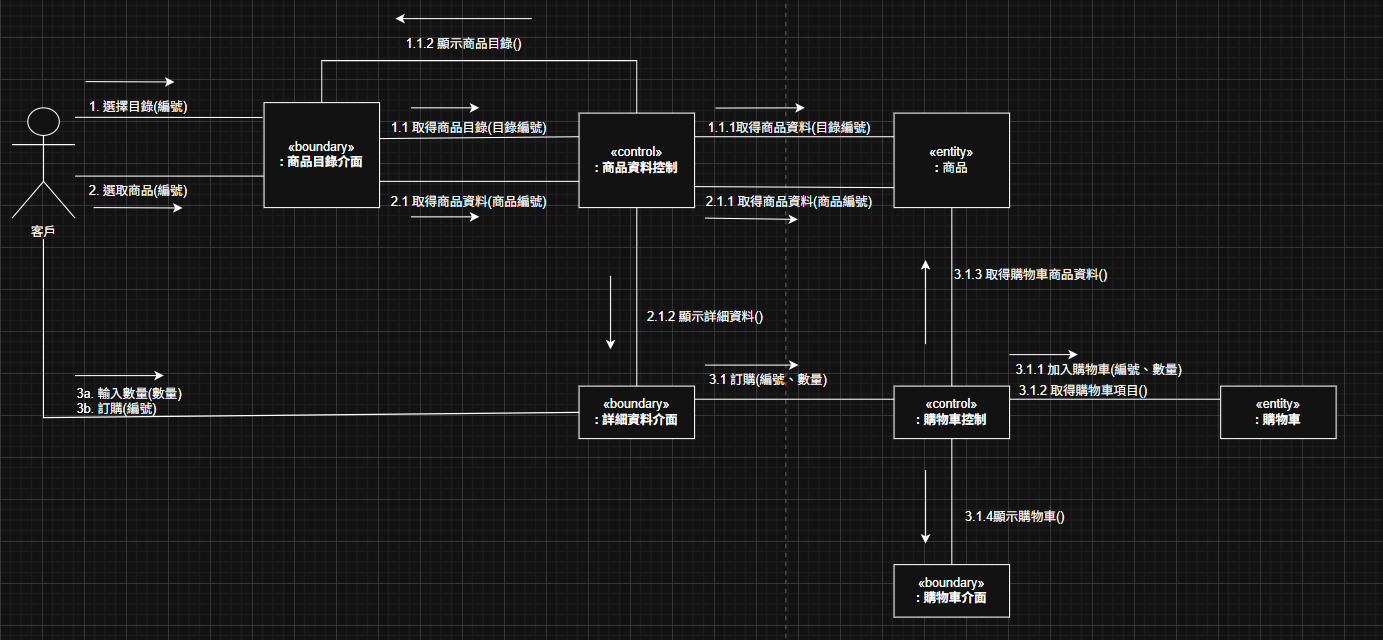 1.1.2 顯示商品目錄()
1. 選擇目錄(編號)
1.1 取得商品目錄(目錄編號)
1.1.1取得商品資料(目錄編號)
«boundary»
: 商品目錄介面
«control»
: 商品資料控制
«entity»
: 商品
2. 選取商品(編號)
2.1 取得商品資料(商品編號)
2.1.1 取得商品資料(商品編號)
客戶
3.1.3 取得購物車商品資料()
2.1.2 顯示詳細資料()
3.1 訂購(編號、數量)
3.1.1 加入購物車(編號、數量)
3.1.2 取得購物車項目()
3a. 輸入數量(數量)
3b. 訂購(編號)
«boundary»
: 詳細資料介面
«control»
: 購物車控制
«entity»
: 購物車
3.1.4顯示購物車()
«boundary»
: 購物車介面